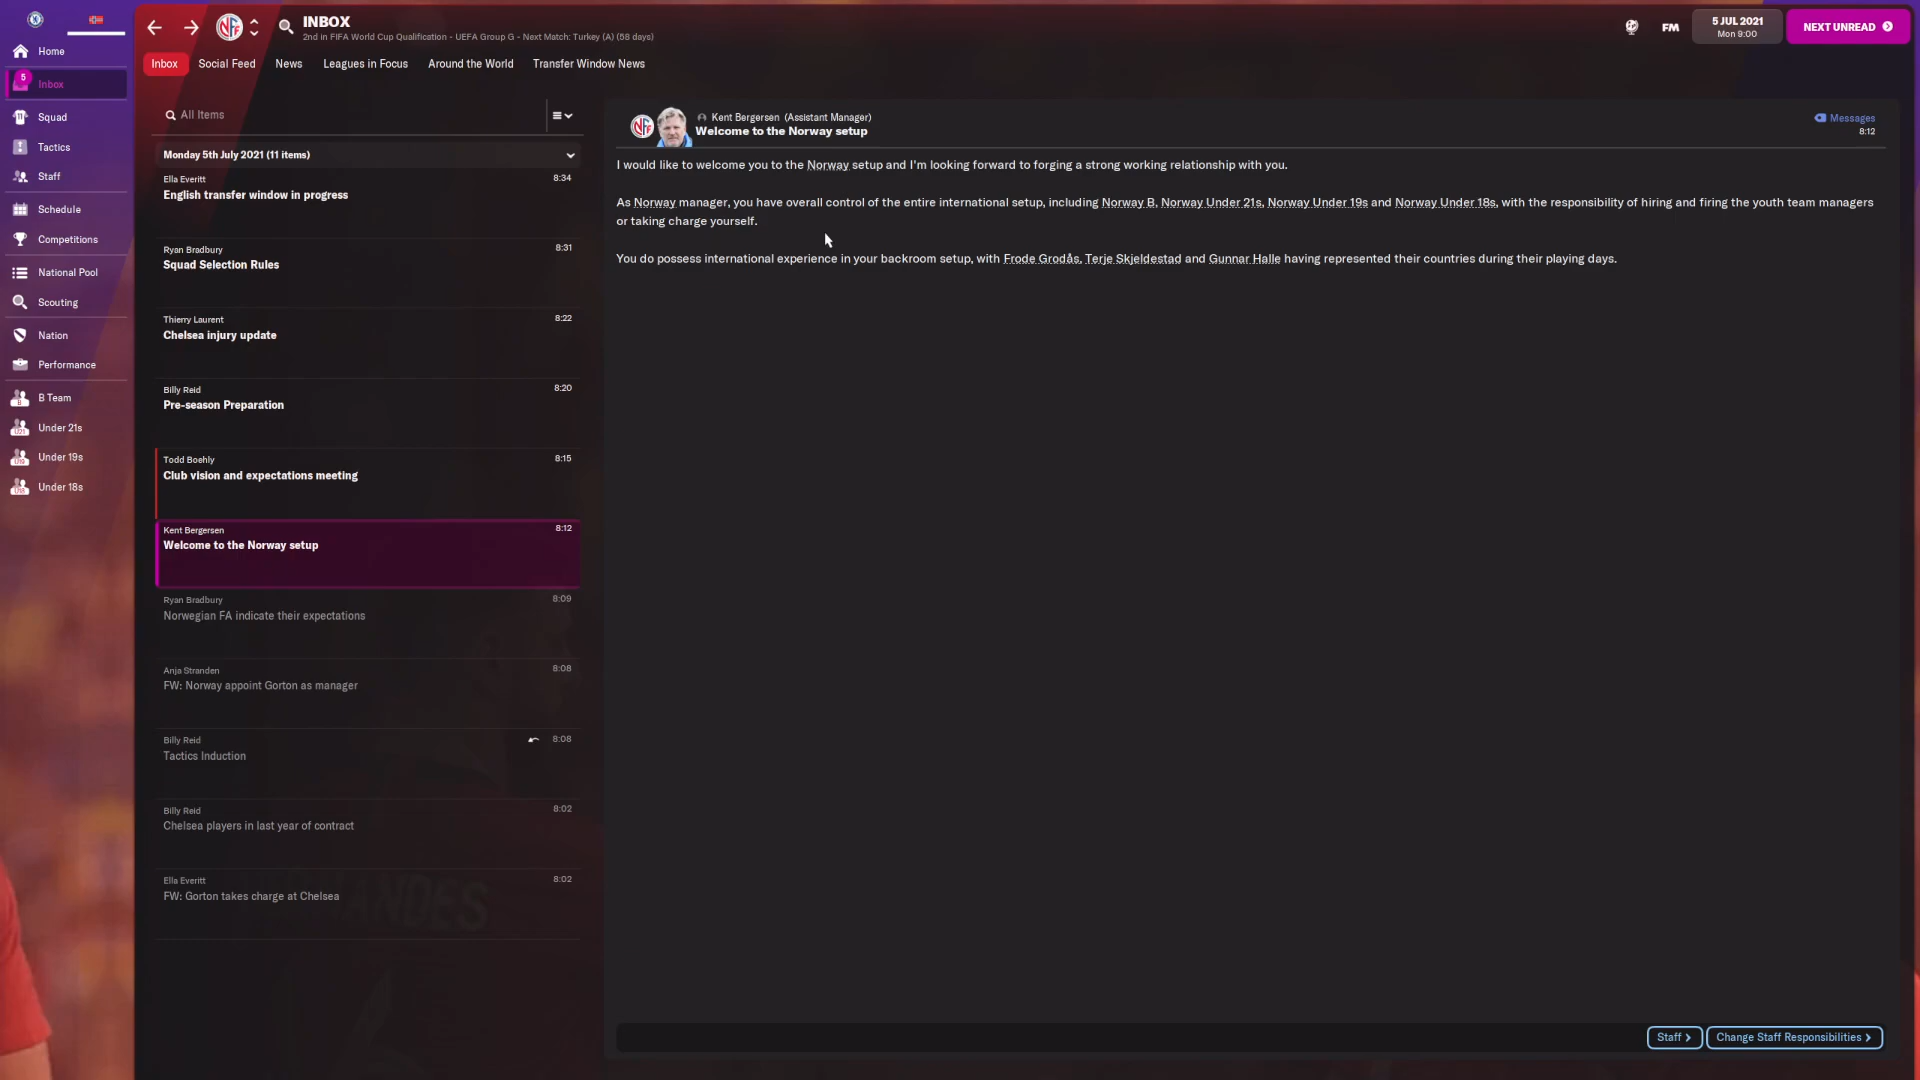 Home
5
Inbox
Squad
Tactics
Staff
Schedule
Competitions
National Pool
Scouting
Nation
Performance
B Team
Under 21s
Under 19s
Under 18s
INBOX
2nd in FIFA World Cup Qualification - UEFA Group G - Next Match: Turkey (A) (58 days)
FM
5 JUL 2021
Mon 9:00
NEXT UNREAD
Inbox
Social Feed
News
Leagues in Focus
Around the World
Transfer Window News
All Items
Monday 5th July 2021 (11 items)
Ella Everitt
8:34
English transfer window in progress
Ryan Bradbury
8:31
Squad Selection Rules
Thierry Laurent
8:22
Chelsea injury update
Billy Reid
8:20
Pre-season Preparation
Todd Boehly
8:15
Club vision and expectations meeting
Kent Bergersen
8:12
Welcome to the Norway setup
Ryan Bradbury
8:09
Norwegian FA indicate their expectations
Anja Stranden
8:08
FW: Norway appoint Gorton as manager
Billy Reid
8:08
Tactics Induction
Billy Reid
8:02
Chelsea players in last year of contract
Ella Everitt
8:02
FW: Gorton takes charge at Chelsea
Kent Bergersen (Assistant Manager)
Welcome to the Norway setup
Messages
8:12
I would like to welcome you to the Norway setup and I'm looking forward to forging a strong working relationship with you.
As Norway manager, you have overall control of the entire international setup, including Norway B, Norway Under 21s, Norway Under 19s and Norway Under 18s, with the responsibility of hiring and firing the youth team managers
or taking charge yourself.
You do possess international experience in your backroom setup, with Frode Grodås, Terje Skjeldestad and Gunnar Halle having represented their countries during their playing days.
Staff
Change Staff Responsibilities